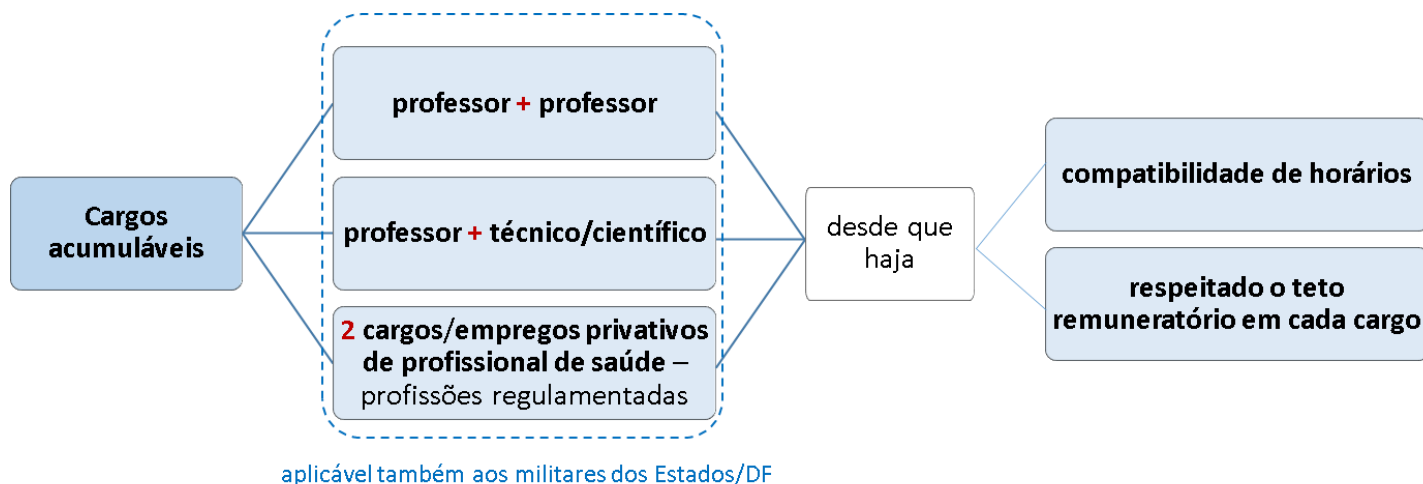 Cargos
acumuláveis
professor + professor
professor + técnico/científico
2 cargos/empregos privativos
de profissional de saúde –
profissões regulamentadas
desde que
haja
compatibilidade de horários
respeitado o teto
remuneratório em cada cargo
aplicável também aos militares dos Estados/DF